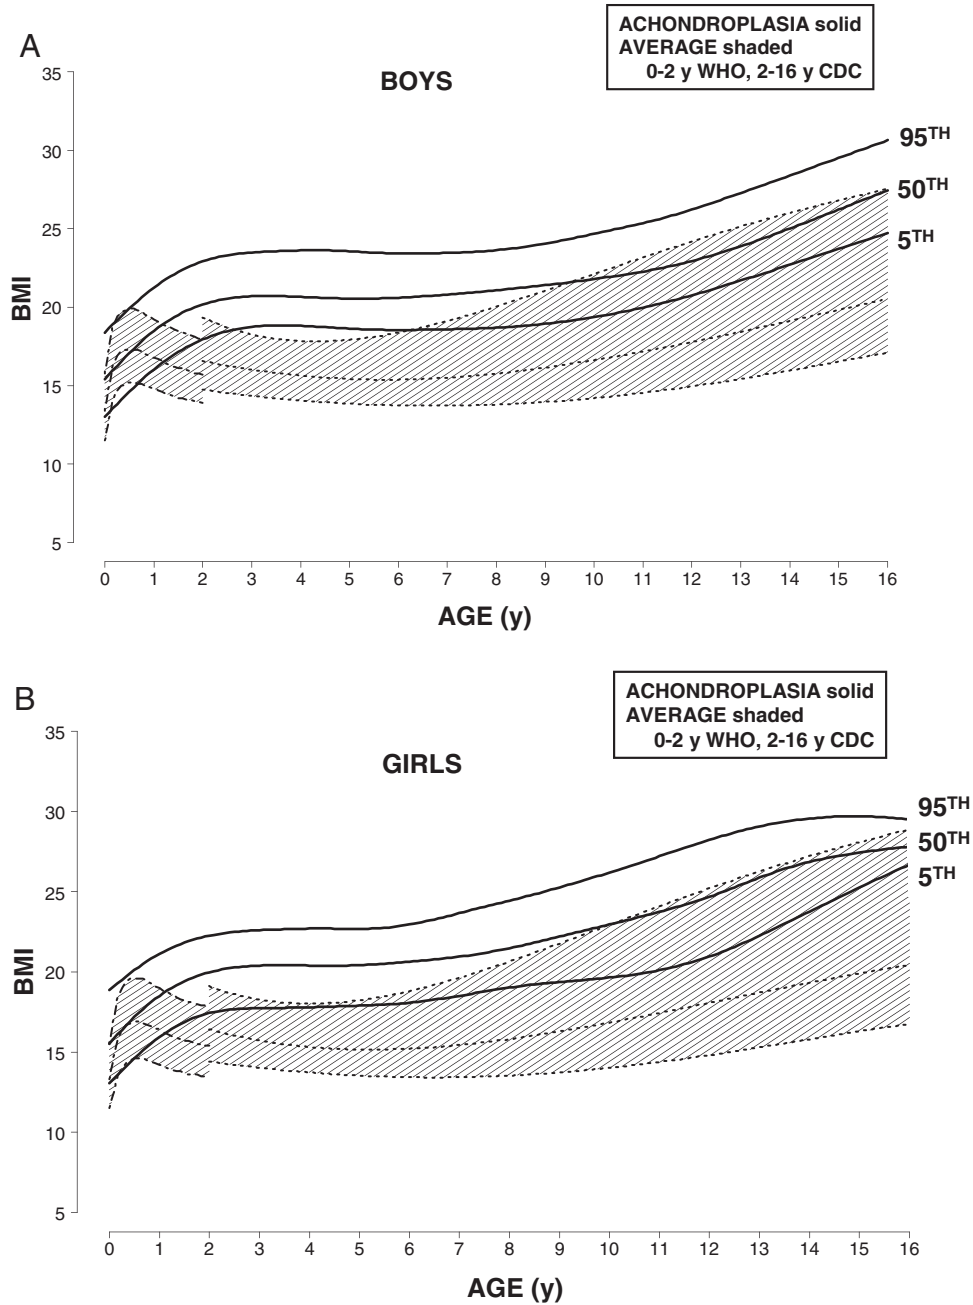 A
ACHONDROPLASIA solid
AVERAGE shaded
0-2 y WHO, 2-16 y CDC
BOYS
35
30
25
20
15
10
5
BMI
95TH
50TH
5TH
0 1 2 3 4 5 6 7 8 9 10 11 12 13 14 15 16
AGE (y)
B
ACHONDROPLASIA solid
AVERAGE shaded
0-2 y WHO, 2-16 y CDC
GIRLS
35
30
25
20
15
10
5
BMI
95TH
50TH
5TH
0 1 2 3 4 5 6 7 8 9 10 11 12 13 14 15 16
AGE (y)